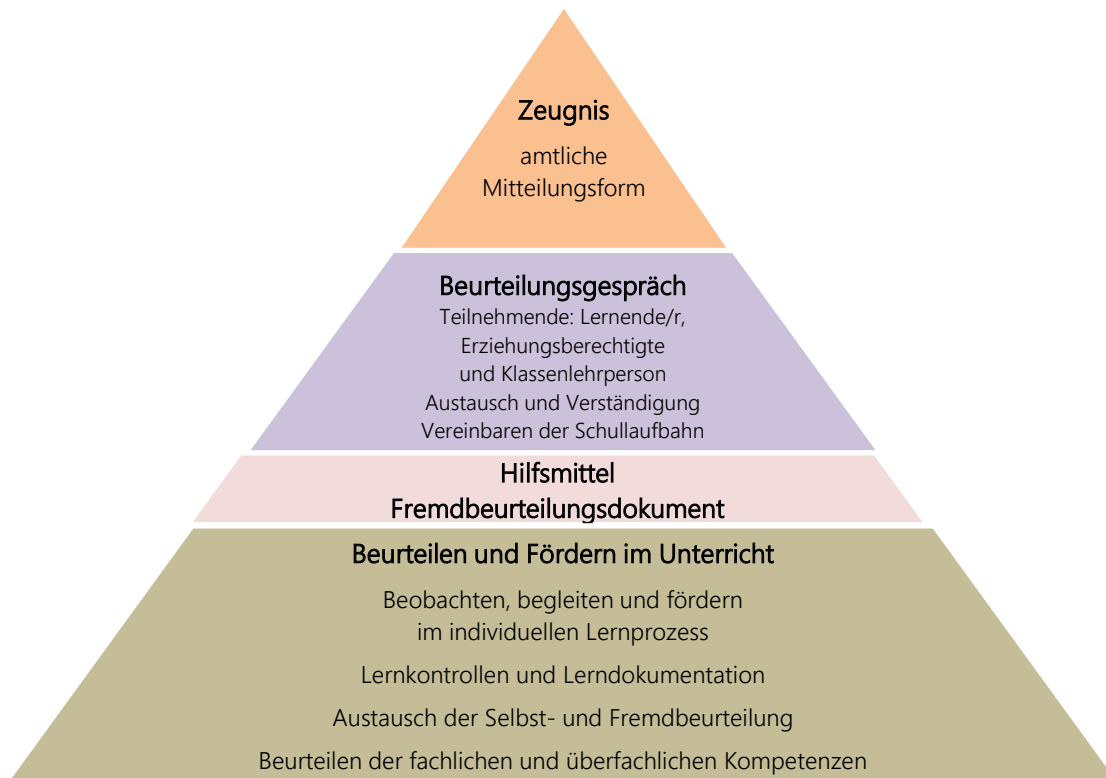 Zeugnis
amtliche
Mitteilungsform
Beurteilungsgespräch
Teilnehmende: Lernende/r,
Erziehungsberechtigte
und Klassenlehrperson
Austausch und Verständigung
Vereinbaren der Schullaufbahn
Hilfsmittel
Fremdbeurteilungsdokument
Beurteilen und Fördern im Unterricht
Beobachten, begleiten und fördern
im individuellen Lernprozess
Lernkontrollen und Lerndokumentation
Austausch der Selbst- und Fremdbeurteilung
Beurteilen der fachlichen und überfachlichen Kompetenzen